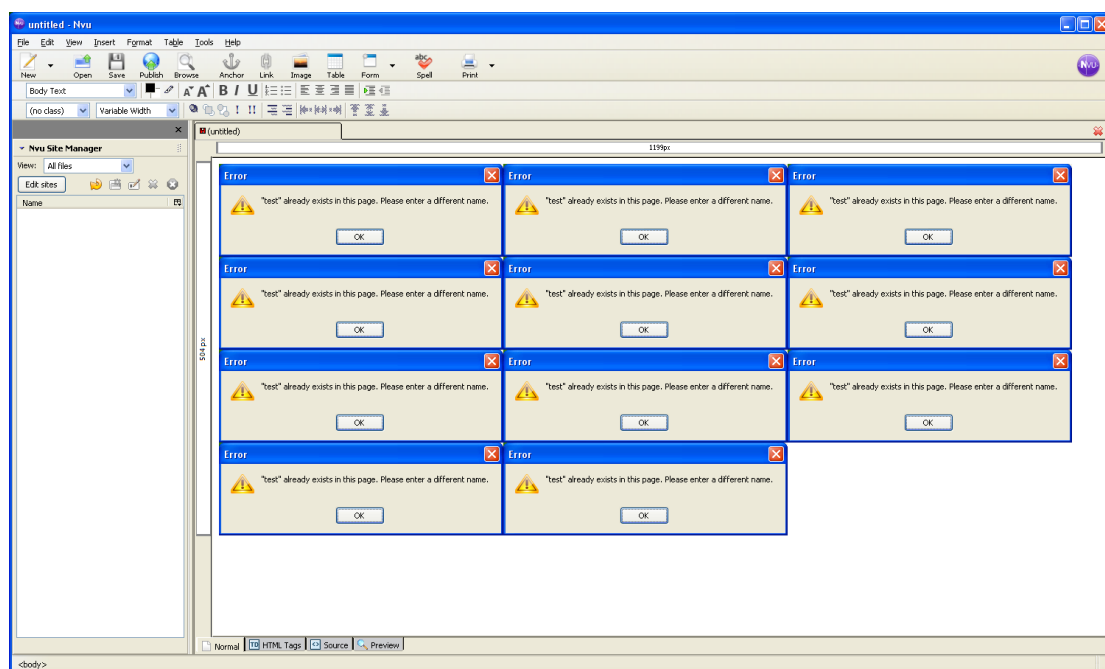 untitled - Nvu
File Edit View Insert Format Table Tools Help
New Open Save Publish Browse Anchor Link Image Table Form Spell Print
Body Text
(no class) Variable Width
(untitled)
Nvu Site Manager
1199px
View: All files
Edit sites
Name
504 px
Error Error Error
"test" already exists in this page. Please enter a different name. "test" already exists in this page. Please enter a different name. "test" already exists in this page. Please enter a different name.
OK OK OK
Error Error Error
"test" already exists in this page. Please enter a different name. "test" already exists in this page. Please enter a different name. "test" already exists in this page. Please enter a different name.
OK OK OK
Error Error Error
"test" already exists in this page. Please enter a different name. "test" already exists in this page. Please enter a different name. "test" already exists in this page. Please enter a different name.
OK OK OK
Error Error
"test" already exists in this page. Please enter a different name. "test" already exists in this page. Please enter a different name.
OK OK
Normal TD HTML Tags Source Preview
<body>